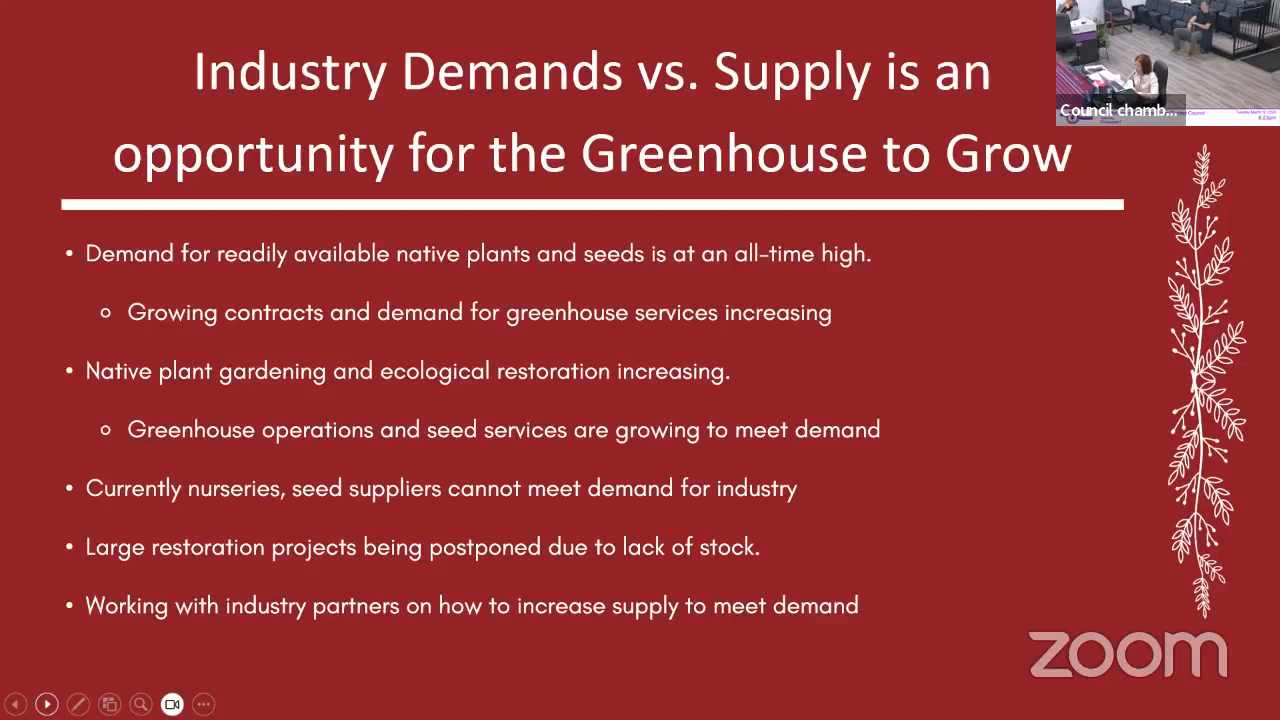 Industry Demands vs. Supply is an
opportunity for the Greenhouse to Grow
Council chamb...
• Demand for readily available native plants and seeds is at an all-time high.
○ Growing contracts and demand for greenhouse services increasing
• Native plant gardening and ecological restoration increasing.
○ Greenhouse operations and seed services are growing to meet demand
• Currently nurseries, seed suppliers cannot meet demand for industry
• Large restoration projects being postponed due to lack of stock.
• Working with industry partners on how to increase supply to meet demand
zoom